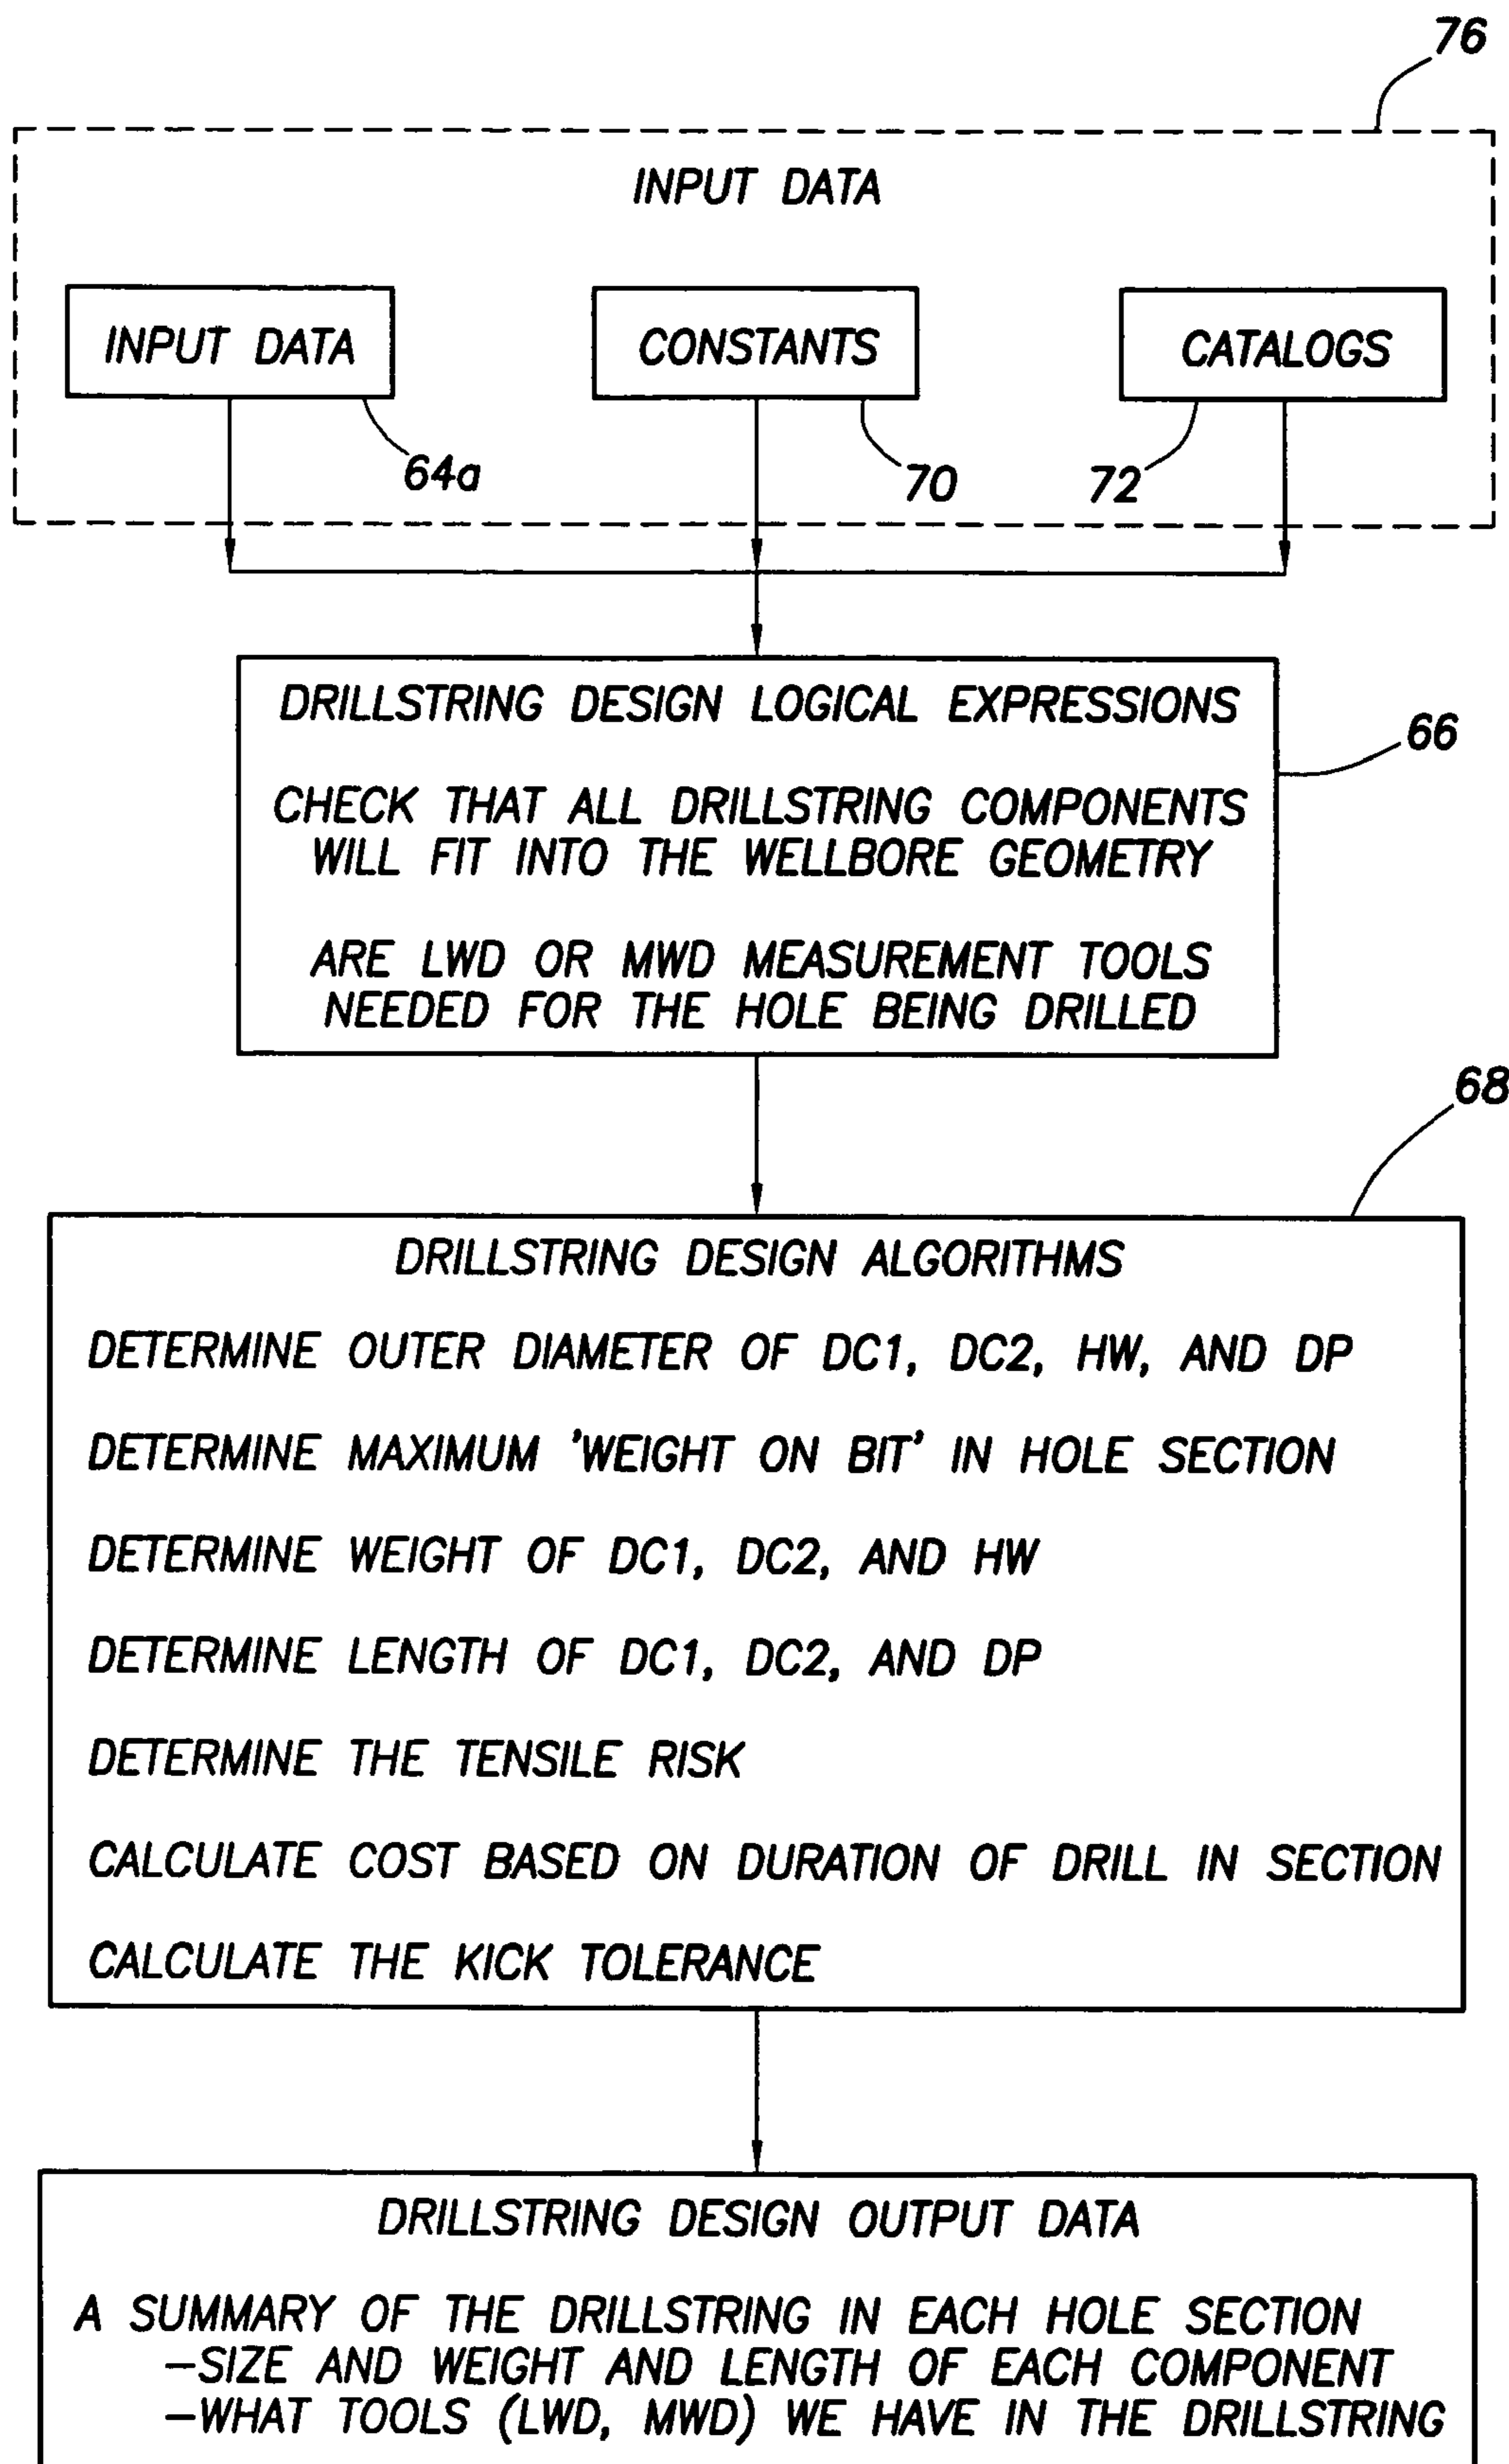 76
INPUT DATA
INPUT DATA
CONSTANTS
CATALOGS
64a
70
72
DRILLSTRING DESIGN LOGICAL EXPRESSIONS
66
CHECK THAT ALL DRILLSTRING COMPONENTS
WILL FIT INTO THE WELLBORE GEOMETRY
ARE LWD OR MWD MEASUREMENT TOOLS
NEEDED FOR THE HOLE BEING DRILLED
68
DRILLSTRING DESIGN ALGORITHMS
DETERMINE OUTER DIAMETER OF DC1, DC2, HW, AND DP
DETERMINE MAXIMUM 'WEIGHT ON BIT' IN HOLE SECTION
DETERMINE WEIGHT OF DC1, DC2, AND HW
DETERMINE LENGTH OF DC1, DC2, AND DP
DETERMINE THE TENSILE RISK
CALCULATE COST BASED ON DURATION OF DRILL IN SECTION
CALCULATE THE KICK TOLERANCE
DRILLSTRING DESIGN OUTPUT DATA
A SUMMARY OF THE DRILLSTRING IN EACH HOLE SECTION
–SIZE AND WEIGHT AND LENGTH OF EACH COMPONENT
–WHAT TOOLS (LWD, MWD) WE HAVE IN THE DRILLSTRING